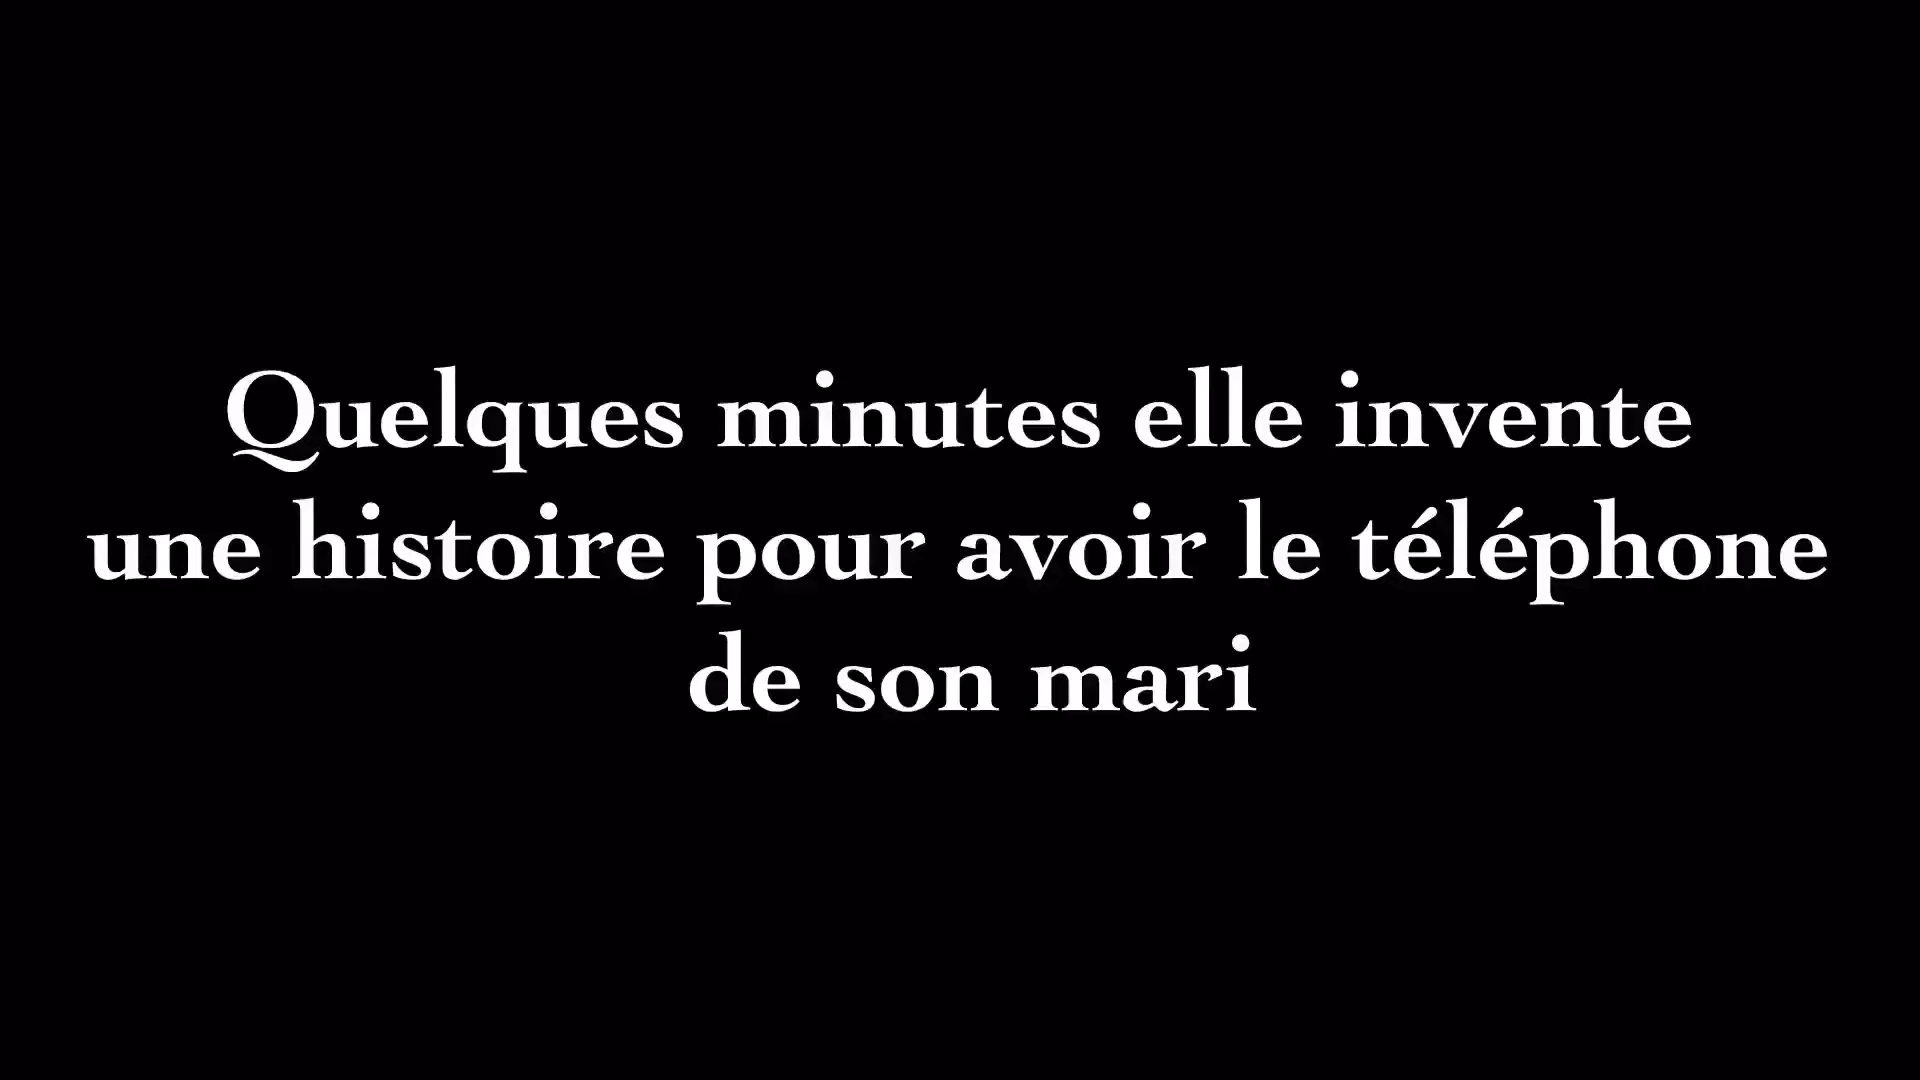 Quelques minutes elle invente
une histoire pour avoir le téléphone
de son mari